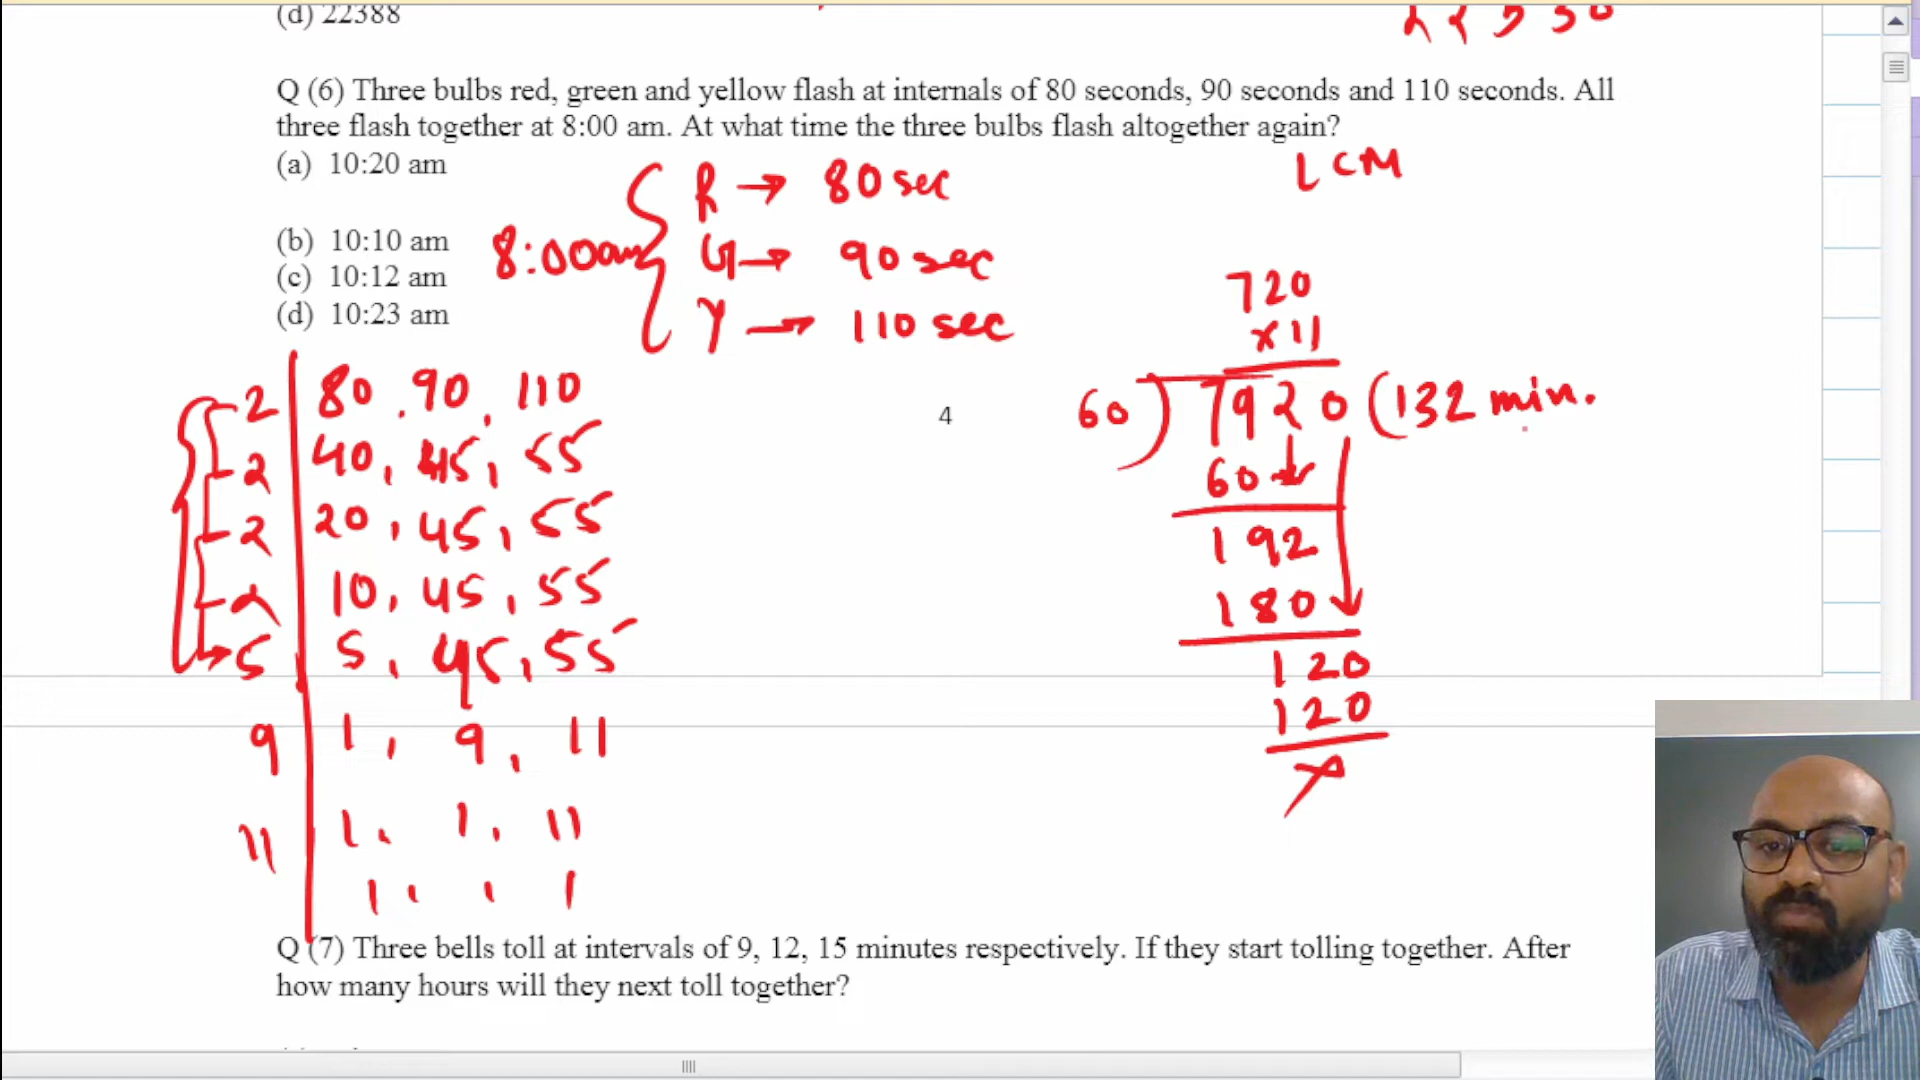 (d) 22388
Q (6) Three bulbs red, green and yellow flash at internals of 80 seconds, 90 seconds and 110 seconds. All
three flash together at 8:00 am. At what time the three bulbs flash altogether again?
(a) 10:20 am
(b) 10:10 am
(c) 10:12 am
(d) 10:23 am
LCM
8:00am
R → 80 sec
G → 90 sec
Y → 110 sec
2 | 80, 90, 110
2 | 40, 45, 55
2 | 20, 45, 55
2 | 10, 45, 55
5 | 5, 45, 55
9 | 1, 9, 11
11 | 1, 1, 11
1, 1, 1
4
720
x 11
60 ) 7920 ( 132 min.
60
192
180
120
120
x
Q (7) Three bells toll at intervals of 9, 12, 15 minutes respectively. If they start tolling together. After
how many hours will they next toll together?